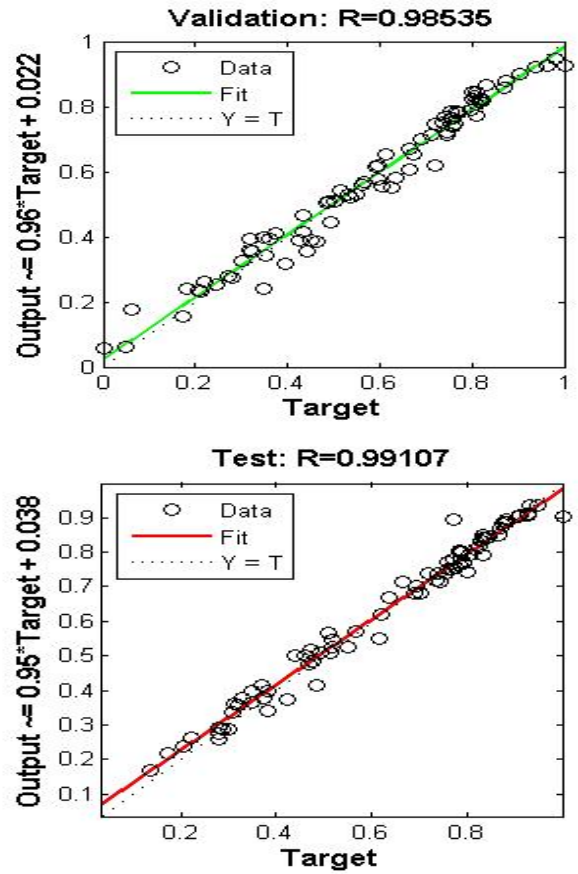 Validation: R=0.98535
Output ~= 0.96*Target + 0.022
1
0.8
0.6
0.4
0.2
0
Data
Fit
Y = T
0 0.2 0.4 0.6 0.8 1
Target
Test: R=0.99107
Output ~= 0.95*Target + 0.038
0.9
0.8
0.7
0.6
0.5
0.4
0.3
0.2
0.1
Data
Fit
Y = T
0.2 0.4 0.6 0.8
Target